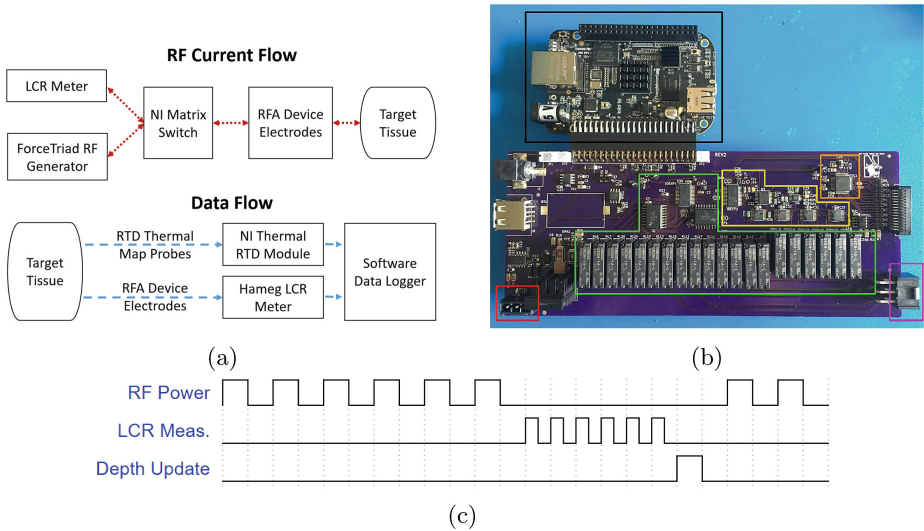 RF Current Flow
LCR Meter
ForceTriad RF
Generator
NI Matrix
Switch
RFA Device
Electrodes
Target
Tissue
Data Flow
Target
Tissue
RTD Thermal
Map Probes
RFA Device
Electrodes
NI Thermal
RTD Module
Hameg LCR
Meter
Software
Data Logger
REV2
(a)
(b)
RF Power
LCR Meas.
Depth Update
(c)